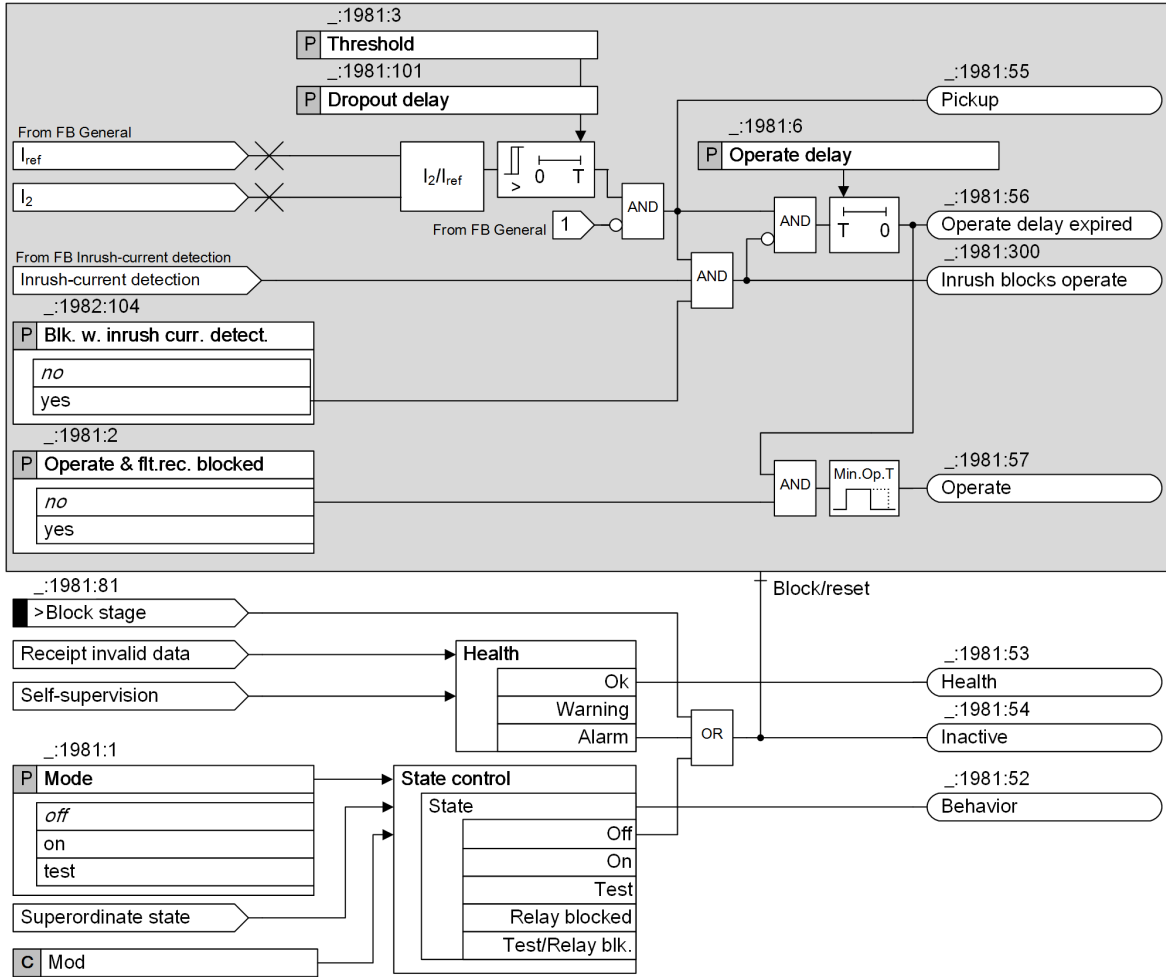 _:1981:3
P Threshold
_:1981:101
P Dropout delay
_:1981:55
Pickup
_:1981:6
P Operate delay
From FB General
Iref
I2
I2/Iref
> 0 T
AND
From FB General 1
AND
T 0
_:1981:56
Operate delay expired
From FB Inrush-current detection
Inrush-current detection
AND
_:1981:300
Inrush blocks operate
_:1982:104
P Blk. w. inrush curr. detect.
no
yes
_:1981:2
P Operate & flt.rec. blocked
no
yes
AND
Min.Op.T
_:1981:57
Operate
Block/reset
_:1981:81
>Block stage
Receipt invalid data
Self-supervision
Health
Ok
Warning
Alarm
OR
_:1981:53
Health
_:1981:54
Inactive
_:1981:1
P Mode
off
on
test
Superordinate state
C Mod
State control
State
Off
On
Test
Relay blocked
Test/Relay blk.
_:1981:52
Behavior